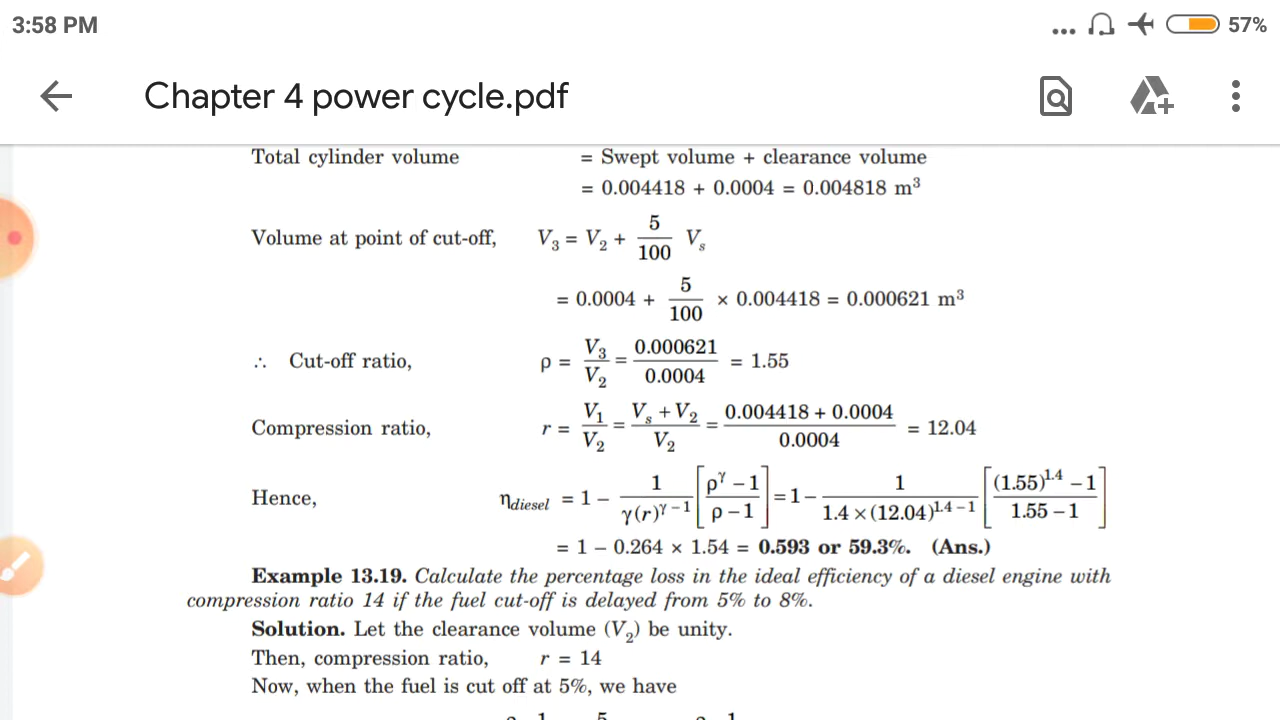 3:58 PM ... 57%
Chapter 4 power cycle.pdf
Total cylinder volume = Swept volume + clearance volume
= 0.004418 + 0.0004 = 0.004818 m³
Volume at point of cut-off, V₃ = V₂ + 5/100 Vₛ
= 0.0004 + 5/100 × 0.004418 = 0.000621 m³
∴ Cut-off ratio, ρ = V₃/V₂ = 0.000621/0.0004 = 1.55
Compression ratio, r = V₁/V₂ = (Vₛ + V₂)/V₂ = (0.004418 + 0.0004)/0.0004 = 12.04
Hence, η_diesel = 1 – 1/(γ(r)^(γ – 1)) [(ρ^γ – 1)/(ρ – 1)] = 1 – 1/(1.4 × (12.04)^(1.4 – 1)) [((1.55)^1.4 – 1)/(1.55 – 1)]
= 1 – 0.264 × 1.54 = 0.593 or 59.3%. (Ans.)
Example 13.19. Calculate the percentage loss in the ideal efficiency of a diesel engine with
compression ratio 14 if the fuel cut-off is delayed from 5% to 8%.
Solution. Let the clearance volume (V₂) be unity.
Then, compression ratio, r = 14
Now, when the fuel is cut off at 5%, we have